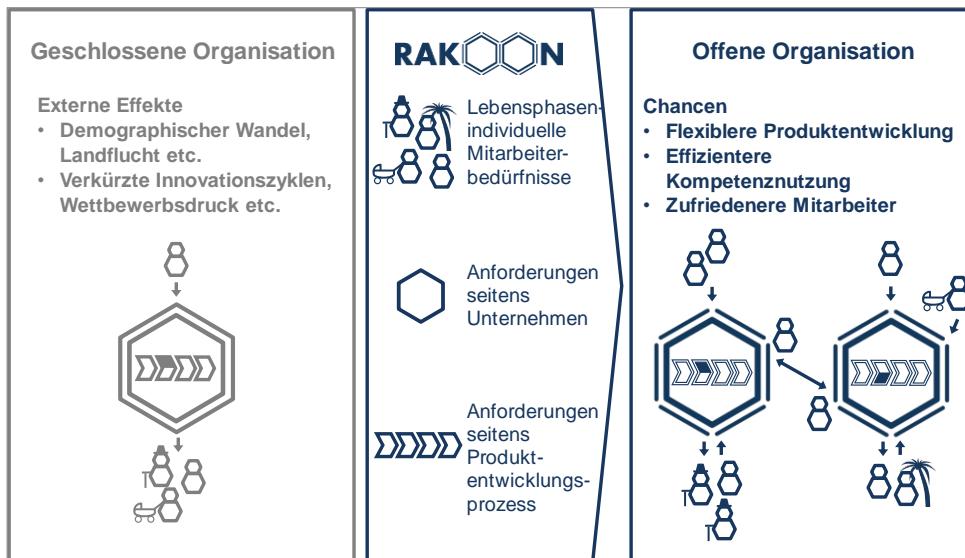 Geschlossene Organisation
Externe Effekte
• Demographischer Wandel,
Landflucht etc.
• Verkürzte Innovationszyklen,
Wettbewerbsdruck etc.
RAKOON
Lebensphasen-
individuelle
Mitarbeiter-
bedürfnisse
Anforderungen
seitens
Unternehmen
Anforderungen
seitens
Produkt-
entwicklungs-
prozess
Offene Organisation
Chancen
• Flexiblere Produktentwicklung
• Effizientere
Kompetenznutzung
• Zufriedenere Mitarbeiter